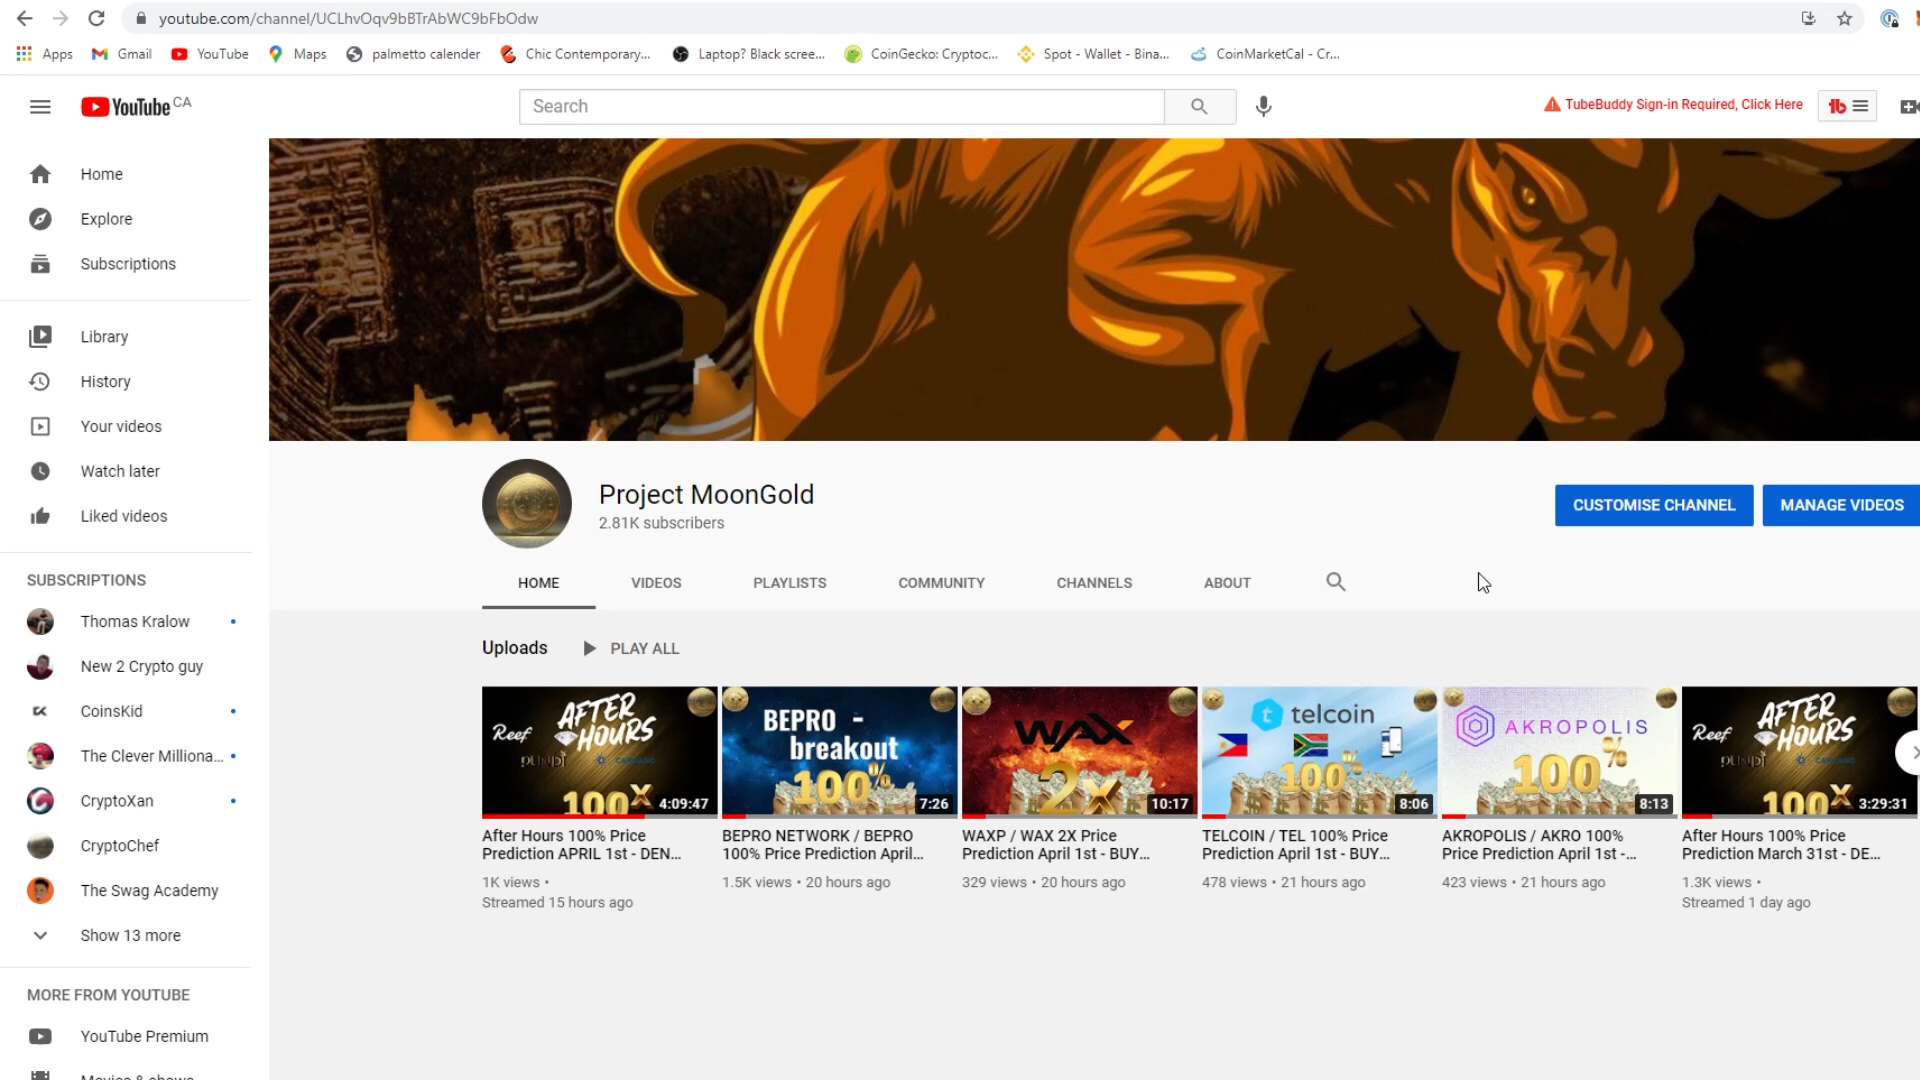 youtube.com/channel/UCLhvOqv9bBTrAbWC9bFbOdw
Apps Gmail YouTube Maps palmetto calender Chic Contemporary... Laptop? Black scree... CoinGecko: Cryptoc... Spot - Wallet - Bina... CoinMarketCal - Cr...
YouTube CA
Search
TubeBuddy Sign-in Required, Click Here
Home
Explore
Subscriptions
Library
History
Your videos
Watch later
Liked videos
SUBSCRIPTIONS
Thomas Kralow
New 2 Crypto guy
CoinsKid
The Clever Milliona...
CryptoXan
CryptoChef
The Swag Academy
Show 13 more
MORE FROM YOUTUBE
YouTube Premium
Project MoonGold
2.81K subscribers
CUSTOMISE CHANNEL MANAGE VIDEOS
HOME VIDEOS PLAYLISTS COMMUNITY CHANNELS ABOUT
Uploads PLAY ALL
Reef AFTER HOURS
100X 4:09:47
After Hours 100% Price
Prediction APRIL 1st - DEN...
1K views •
Streamed 15 hours ago
BEPRO -
breakout
100% 7:26
BEPRO NETWORK / BEPRO
100% Price Prediction April...
1.5K views • 20 hours ago
WAX
2x 10:17
WAXP / WAX 2X Price
Prediction April 1st - BUY...
329 views • 20 hours ago
telcoin
100% 8:06
TELCOIN / TEL 100% Price
Prediction April 1st - BUY...
478 views • 21 hours ago
AKROPOLIS
100% 8:13
AKROPOLIS / AKRO 100%
Price Prediction April 1st -...
423 views • 21 hours ago
Reef AFTER HOURS
100X 3:29:31
After Hours 100% Price
Prediction March 31st - DE...
1.3K views •
Streamed 1 day ago